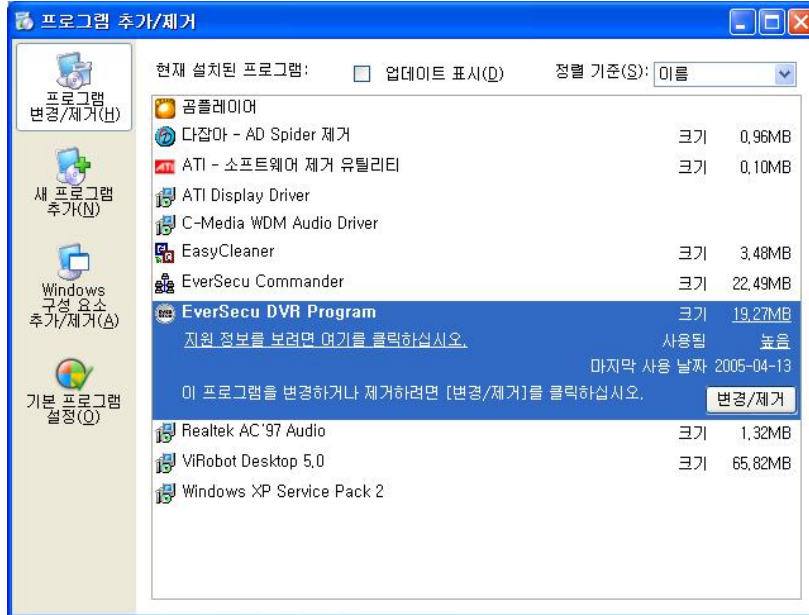 프로그램 추가/제거
프로그램
변경/제거(H)
새 프로그램
추가(N)
Windows
구성 요소
추가/제거(A)
기본 프로그램
설정(O)
현재 설치된 프로그램: 업데이트 표시(D) 정렬 기준(S): 이름
곰플레이어
다잡아 - AD Spider 제거 크기 0,96MB
ATI - 소프트웨어 제거 유틸리티 크기 0,10MB
ATI Display Driver
C-Media WDM Audio Driver
EasyCleaner 크기 3,48MB
EverSecu Commander 크기 22,49MB
EverSecu DVR Program 크기 19,27MB
지원 정보를 보려면 여기를 클릭하십시오. 사용됨 높음
마지막 사용 날짜 2005-04-13
이 프로그램을 변경하거나 제거하려면 [변경/제거]를 클릭하십시오. 변경/제거
Realtek AC'97 Audio 크기 1,32MB
ViRobot Desktop 5,0 크기 65,82MB
Windows XP Service Pack 2